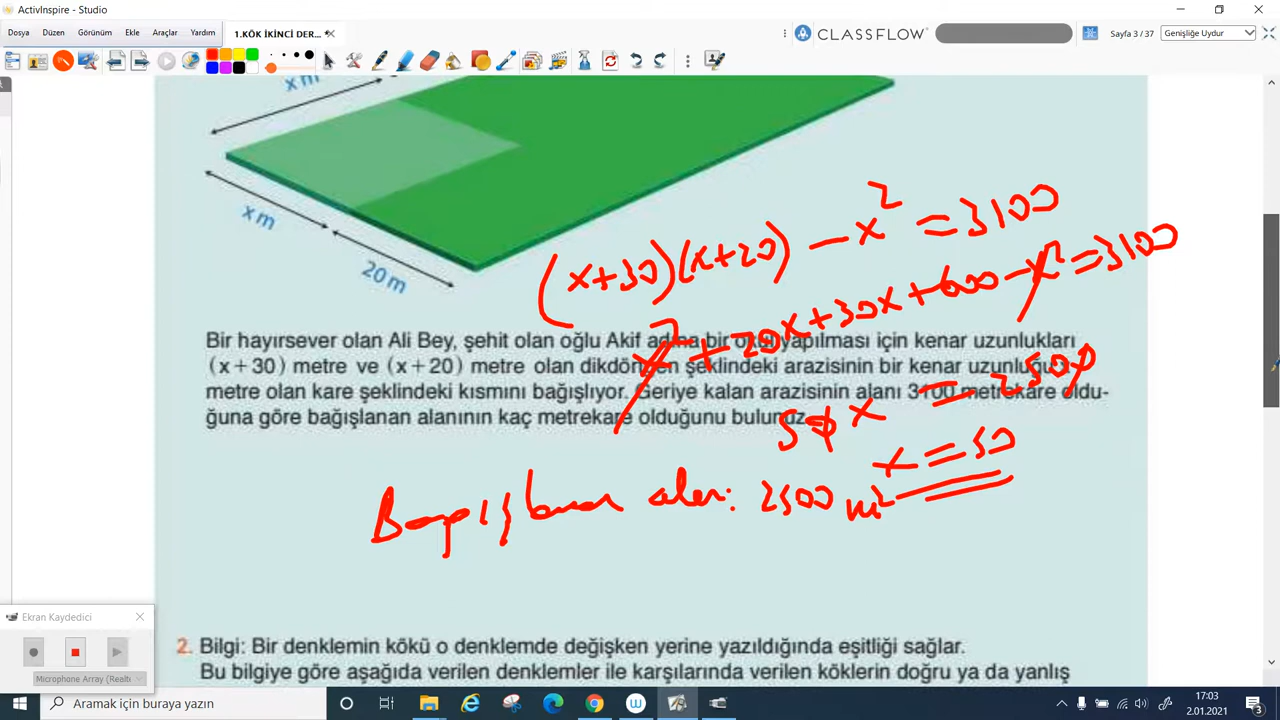 ActivInspire - Studio
Dosya Düzen Görünüm Ekle Araçlar Yardım
1.KÖK İKİNCİ DER...
CLASSFLOW
Sayfa 3 / 37
Genişliğe Uydur
x m
x m
20 m
(x+30)(x+20) - x² = 3100
x² + 20x + 30x + 600 - x² = 3100
Bir hayırsever olan Ali Bey, şehit olan oğlu Akif adına bir okul yapılması için kenar uzunlukları
(x + 30) metre ve (x + 20) metre olan dikdörtgen şeklindeki arazisinin bir kenar uzunluğu x
metre olan kare şeklindeki kısmını bağışlıyor. Geriye kalan arazisinin alanı 3100 metrekare oldu-
ğuna göre bağışlanan alanının kaç metrekare olduğunu bulunuz.
50x = 2500
x = 50
Bağışlanan alan: 2500 m²
2. Bilgi: Bir denklemin kökü o denklemde değişken yerine yazıldığında eşitliği sağlar.
Bu bilgiye göre aşağıda verilen denklemler ile karşılarında verilen köklerin doğru ya da yanlış
Ekran Kaydedici
Microphone Array (Realt
Aramak için buraya yazın
17:03
2.01.2021
3